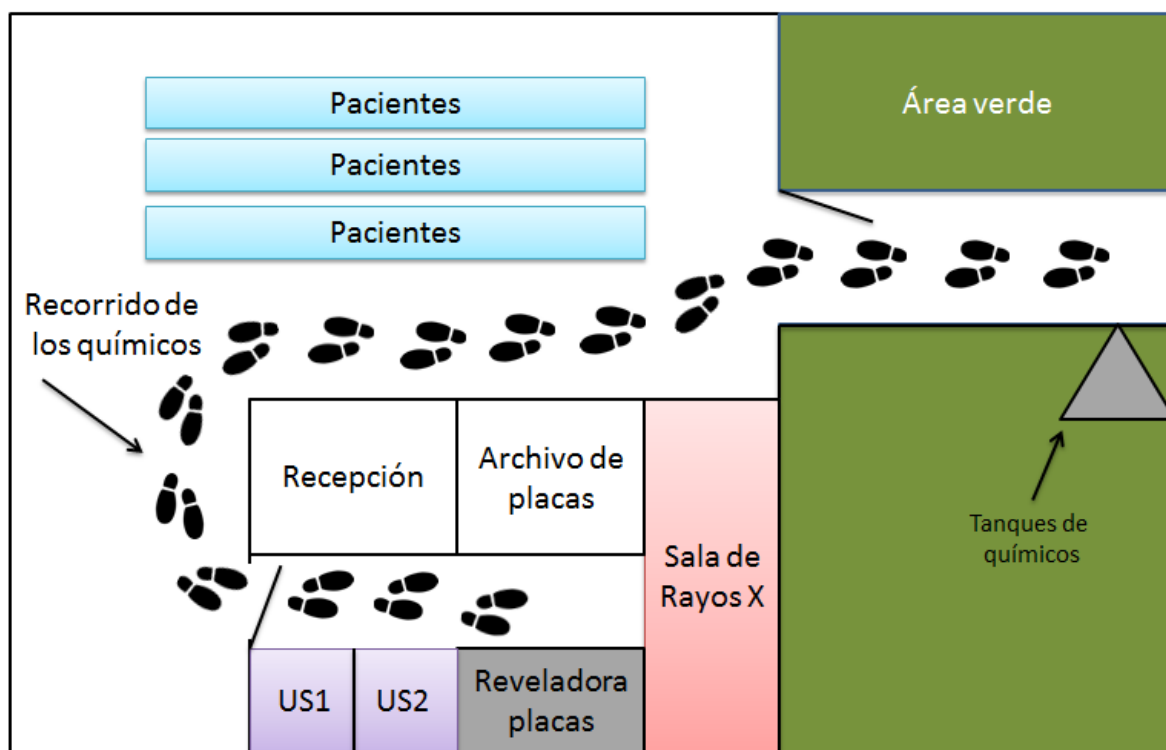 Pacientes
Área verde
Pacientes
Pacientes
Recorrido de
los químicos
Recepción
Archivo de
placas
Sala de
Rayos X
Tanques de
químicos
US1
US2
Reveladora
placas